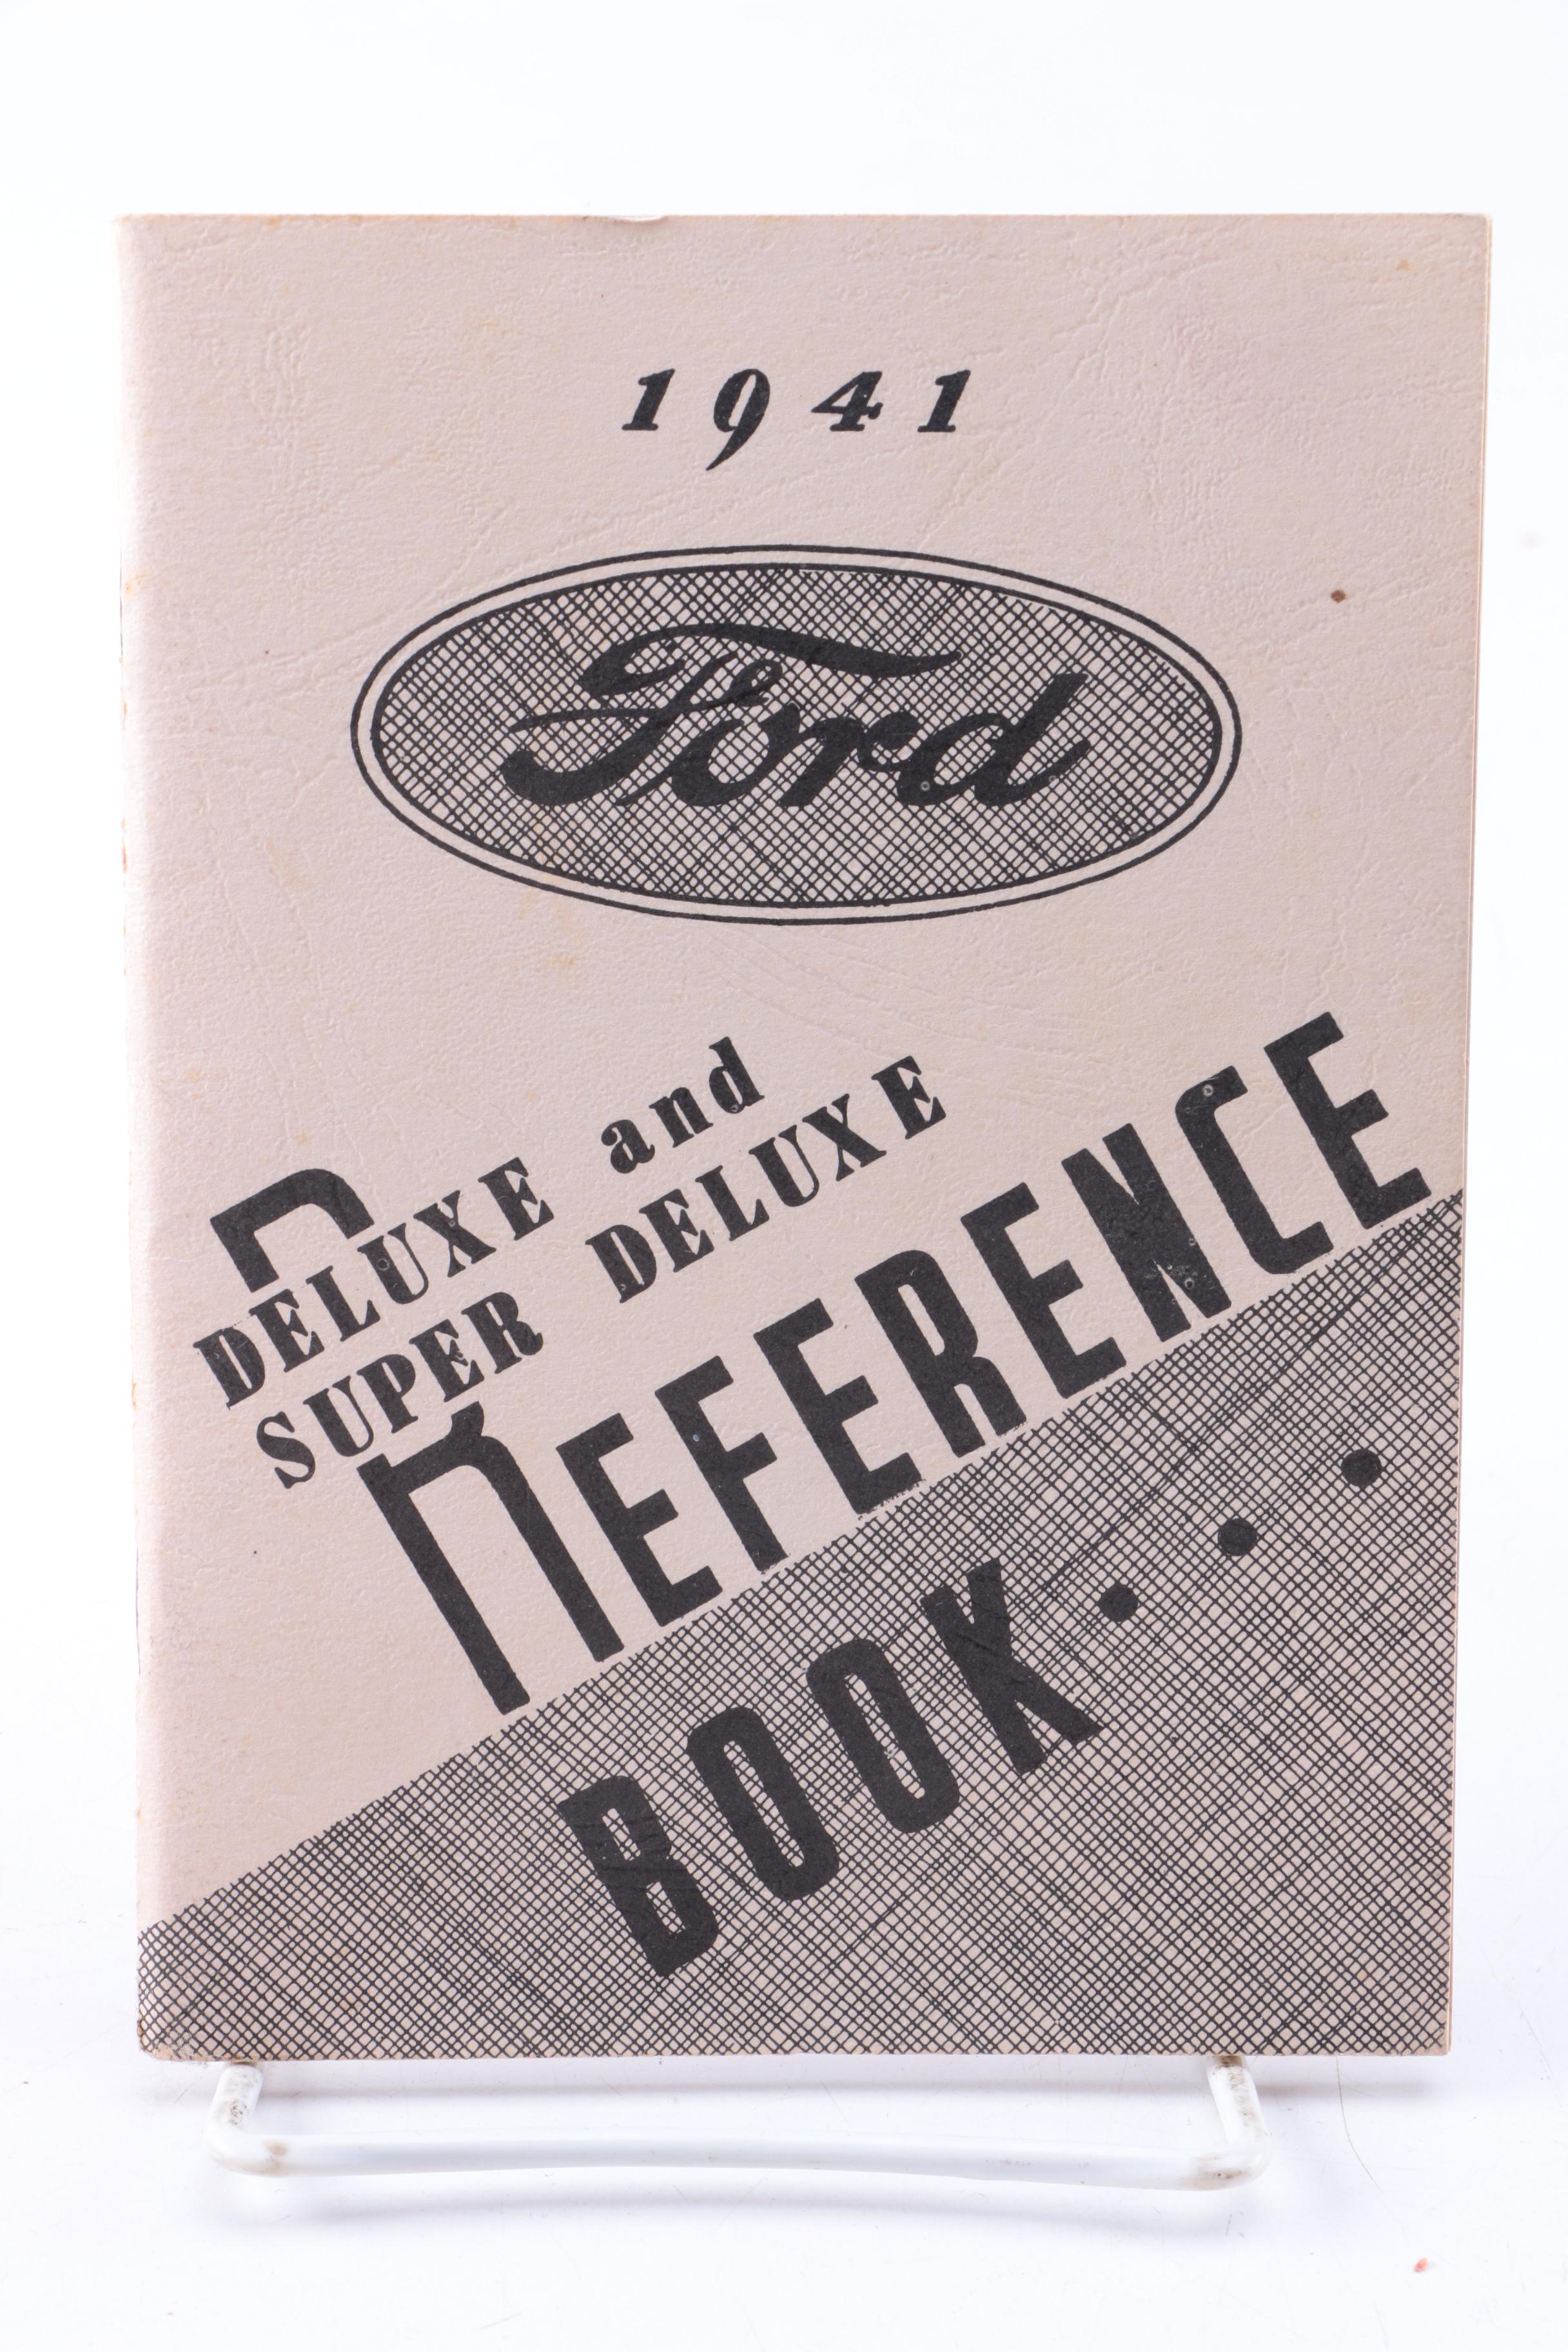 1941
Ford
DELUXE and
SUPER DELUXE
REFERENCE
BOOK...